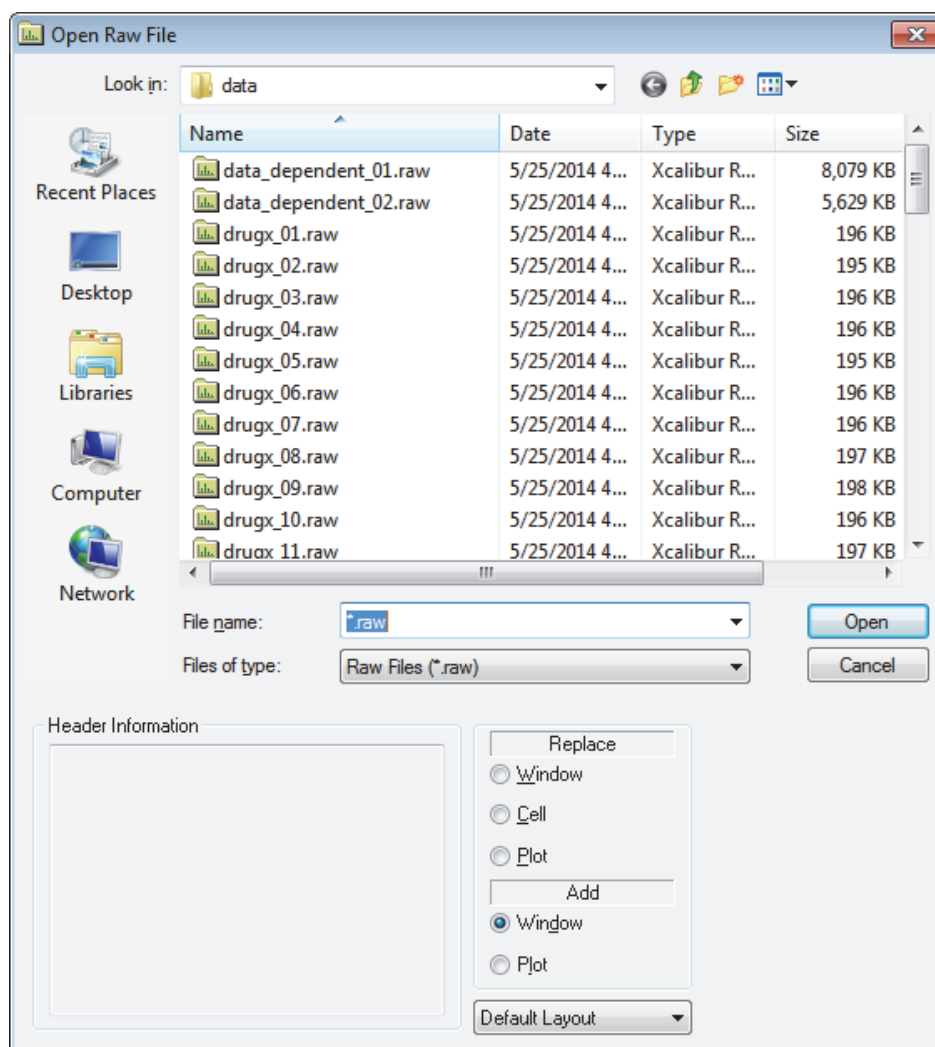 Open Raw File
Look in: data
Name Date Type Size
data_dependent_01.raw 5/25/2014 4... Xcalibur R... 8,079 KB
Recent Places
data_dependent_02.raw 5/25/2014 4... Xcalibur R... 5,629 KB
drugx_01.raw 5/25/2014 4... Xcalibur R... 196 KB
drugx_02.raw 5/25/2014 4... Xcalibur R... 195 KB
Desktop
drugx_03.raw 5/25/2014 4... Xcalibur R... 196 KB
drugx_04.raw 5/25/2014 4... Xcalibur R... 196 KB
drugx_05.raw 5/25/2014 4... Xcalibur R... 195 KB
Libraries
drugx_06.raw 5/25/2014 4... Xcalibur R... 196 KB
drugx_07.raw 5/25/2014 4... Xcalibur R... 196 KB
drugx_08.raw 5/25/2014 4... Xcalibur R... 197 KB
Computer
drugx_09.raw 5/25/2014 4... Xcalibur R... 198 KB
drugx_10.raw 5/25/2014 4... Xcalibur R... 196 KB
drugx_11.raw 5/25/2014 4... Xcalibur R... 197 KB
Network
File name: *.raw Open
Files of type: Raw Files (*.raw) Cancel
Header Information
Replace
Window
Cell
Plot
Add
Window
Plot
Default Layout